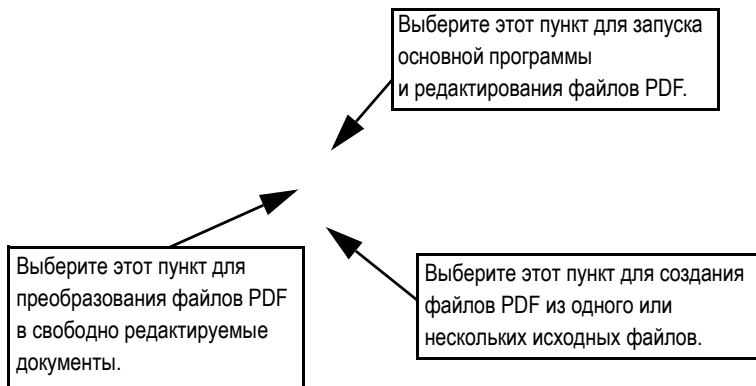 Выберите этот пункт для запуска
основной программы
и редактирования файлов PDF.
Выберите этот пункт для
преобразования файлов PDF
в свободно редактируемые
документы.
Выберите этот пункт для создания
файлов PDF из одного или
нескольких исходных файлов.